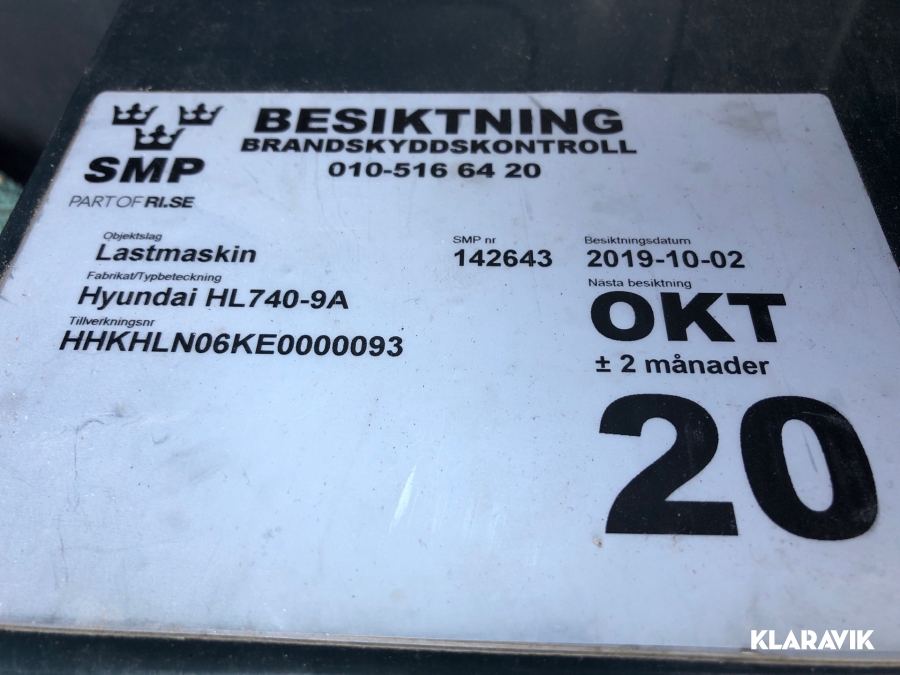 BESIKTNING
BRANDSKYDDSKONTROLL
010-516 64 20
SMP
PART OF RI.SE
Objektslag
Lastmaskin
SMP nr
142643
Besiktningsdatum
2019-10-02
Fabrikat/Typbeteckning
Hyundai HL740-9A
Nästa besiktning
OKT
± 2 månader
20
Tillverkningsnr
HHKHLN06KE0000093
KLARAVIK